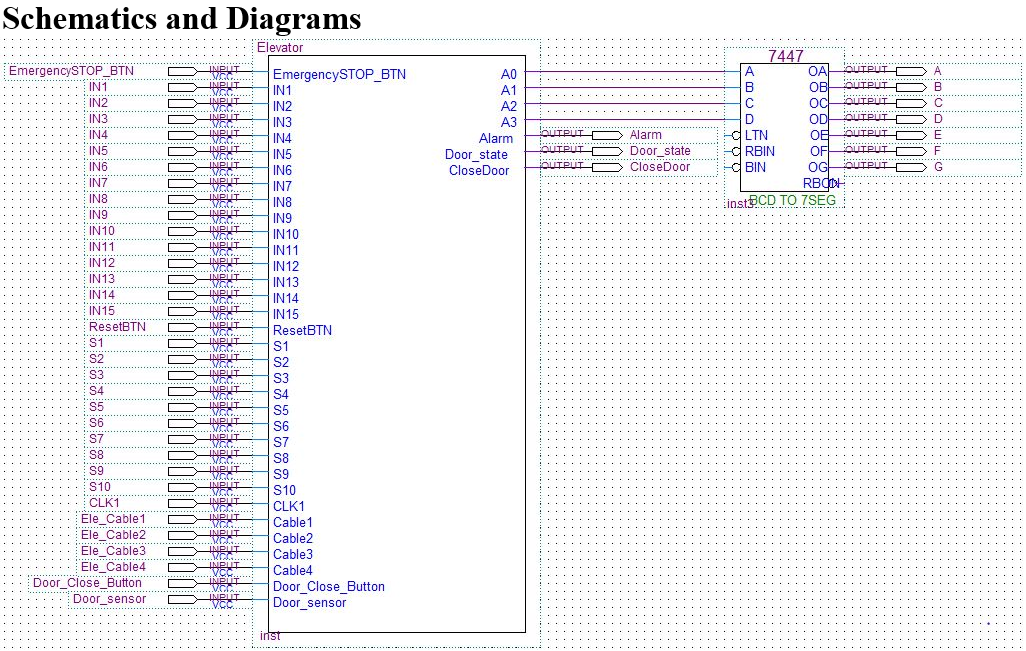 Schematics and Diagrams
Elevator
7447
EmergencySTOP_BTN INPUT VCC EmergencySTOP_BTN A0 A OA OUTPUT A
IN1 INPUT VCC IN1 A1 B OB OUTPUT B
IN2 INPUT VCC IN2 A2 C OC OUTPUT C
IN3 INPUT VCC IN3 A3 D OD OUTPUT D
IN4 INPUT VCC IN4 Alarm OUTPUT Alarm LTN OE OUTPUT E
IN5 INPUT VCC IN5 Door_state OUTPUT Door_state RBIN OF OUTPUT F
IN6 INPUT VCC IN6 CloseDoor OUTPUT CloseDoor BIN OG OUTPUT G
IN7 INPUT VCC IN7 RBON
IN8 INPUT VCC IN8 inst3 BCD TO 7SEG
IN9 INPUT VCC IN9
IN10 INPUT VCC IN10
IN11 INPUT VCC IN11
IN12 INPUT VCC IN12
IN13 INPUT VCC IN13
IN14 INPUT VCC IN14
IN15 INPUT VCC IN15
ResetBTN INPUT VCC ResetBTN
S1 INPUT VCC S1
S2 INPUT VCC S2
S3 INPUT VCC S3
S4 INPUT VCC S4
S5 INPUT VCC S5
S6 INPUT VCC S6
S7 INPUT VCC S7
S8 INPUT VCC S8
S9 INPUT VCC S9
S10 INPUT VCC S10
CLK1 INPUT VCC CLK1
Ele_Cable1 INPUT VCC Cable1
Ele_Cable2 INPUT VCC Cable2
Ele_Cable3 INPUT VCC Cable3
Ele_Cable4 INPUT VCC Cable4
Door_Close_Button INPUT VCC Door_Close_Button
Door_sensor INPUT VCC Door_sensor
inst